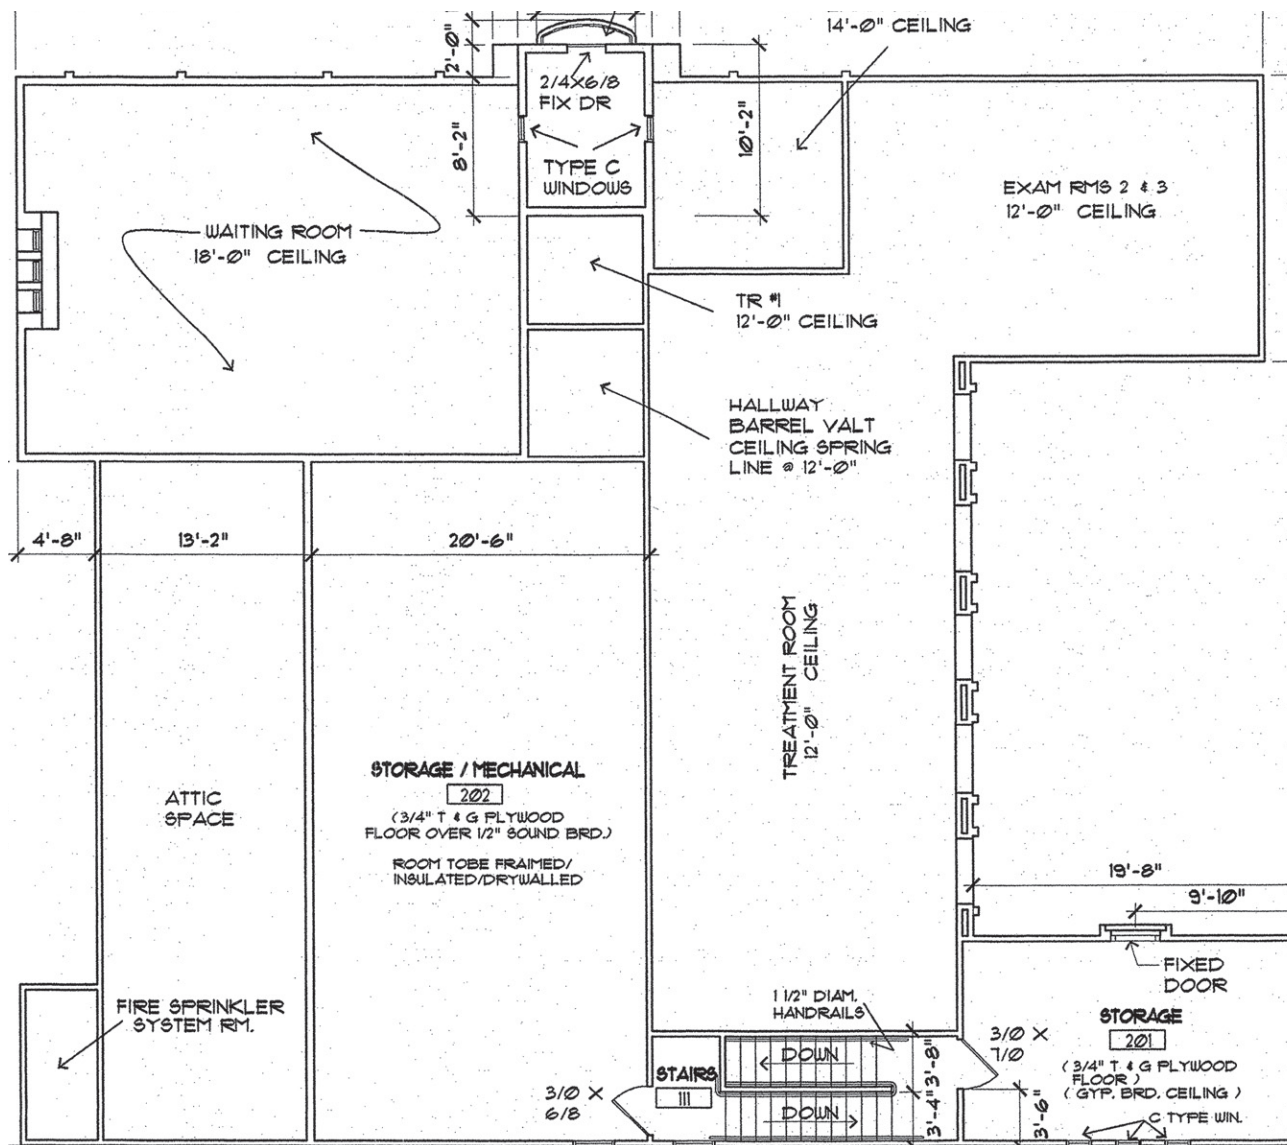 14'-0" CEILING
2'-0"
2/4X6/8
FIX DR
8'-2"
10'-2"
TYPE C
WINDOWS
EXAM RMS 2 & 3
12'-0" CEILING
WAITING ROOM
18'-0" CEILING
TR #1
12'-0" CEILING
HALLWAY
BARREL VALT
CEILING SPRING
LINE @ 12'-0"
4'-8"
13'-2"
20'-6"
TREATMENT ROOM
12'-0" CEILING
STORAGE / MECHANICAL
202
(3/4" T & G PLYWOOD
FLOOR OVER 1/2" SOUND BRD.)
ROOM TOBE FRAIMED/
INSULATED/DRYWALLED
ATTIC
SPACE
19'-8"
9'-10"
FIXED
DOOR
FIRE SPRINKLER
SYSTEM RM.
1 1/2" DIAM.
HANDRAILS
STORAGE
201
(3/4" T & G PLYWOOD
FLOOR )
( GYP. BRD. CEILING )
C TYPE WIN.
3/0 X
7/0
DOWN
3'-8"
STAIRS
111
3/0 X
6/8
DOWN
3'-4"
3'-6"